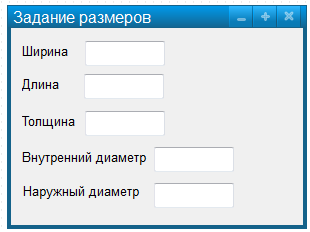 Задание размеров
Ширина
Длина
Толщина
Внутренний диаметр
Наружный диаметр